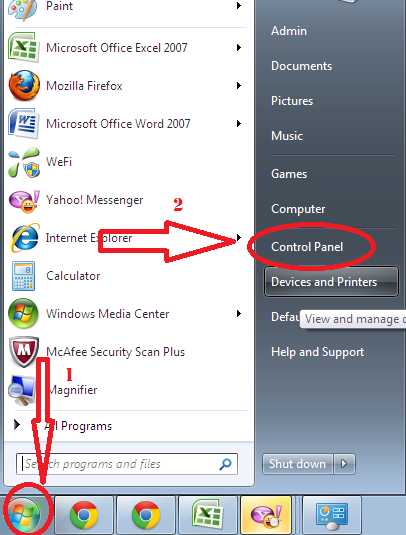 Paint
Microsoft Office Excel 2007
Mozilla Firefox
Microsoft Office Word 2007
WeFi
Yahoo! Messenger
2
Internet Explorer
Calculator
Windows Media Center
McAfee Security Scan Plus
1
Magnifier
All Programs
Search programs and files
Admin
Documents
Pictures
Music
Games
Computer
Control Panel
Devices and Printers
View and manage
Help and Support
Shut down